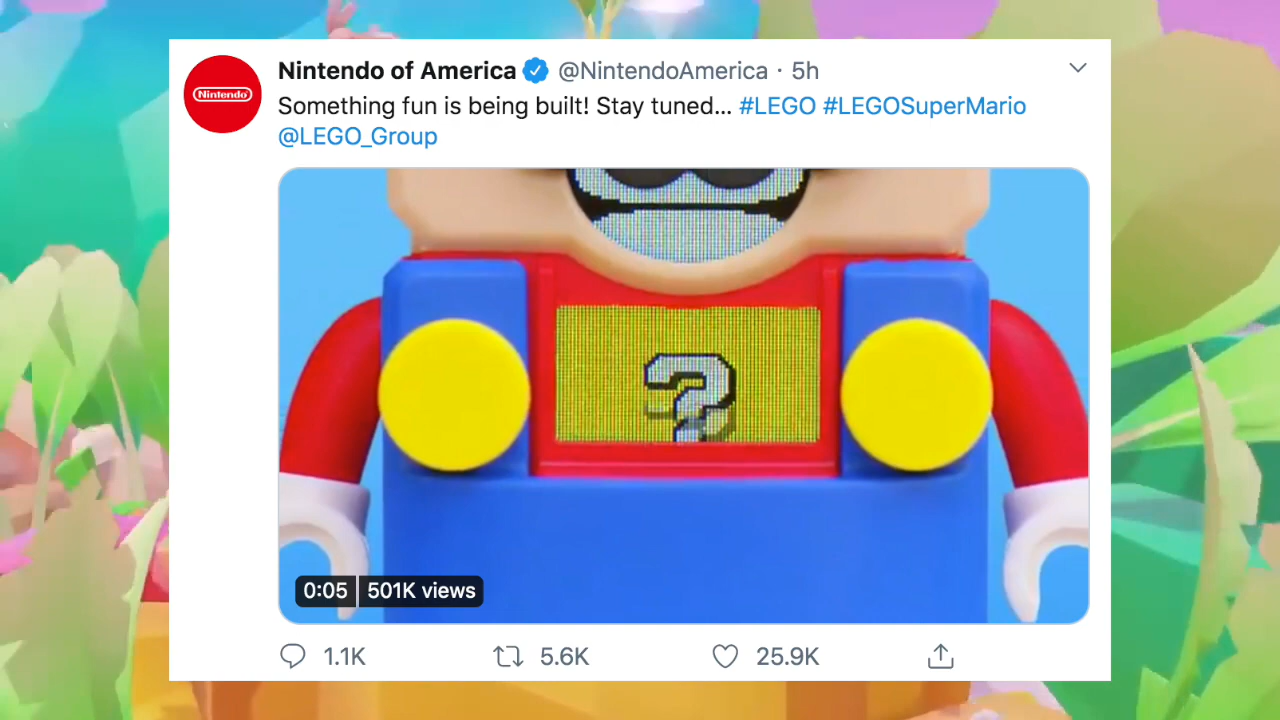 Nintendo
Nintendo of America @NintendoAmerica · 5h
Something fun is being built! Stay tuned... #LEGO #LEGOSuperMario
@LEGO_Group
?
0:05 501K views
1.1K 5.6K 25.9K